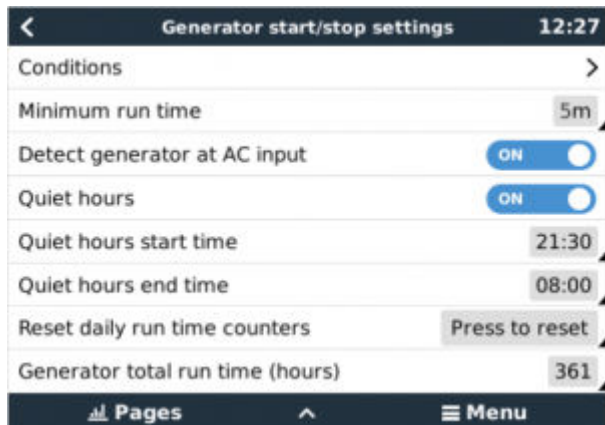 Generator start/stop settings 12:27
Conditions
Minimum run time 5m
Detect generator at AC input ON
Quiet hours ON
Quiet hours start time 21:30
Quiet hours end time 08:00
Reset daily run time counters Press to reset
Generator total run time (hours) 361
Pages Menu